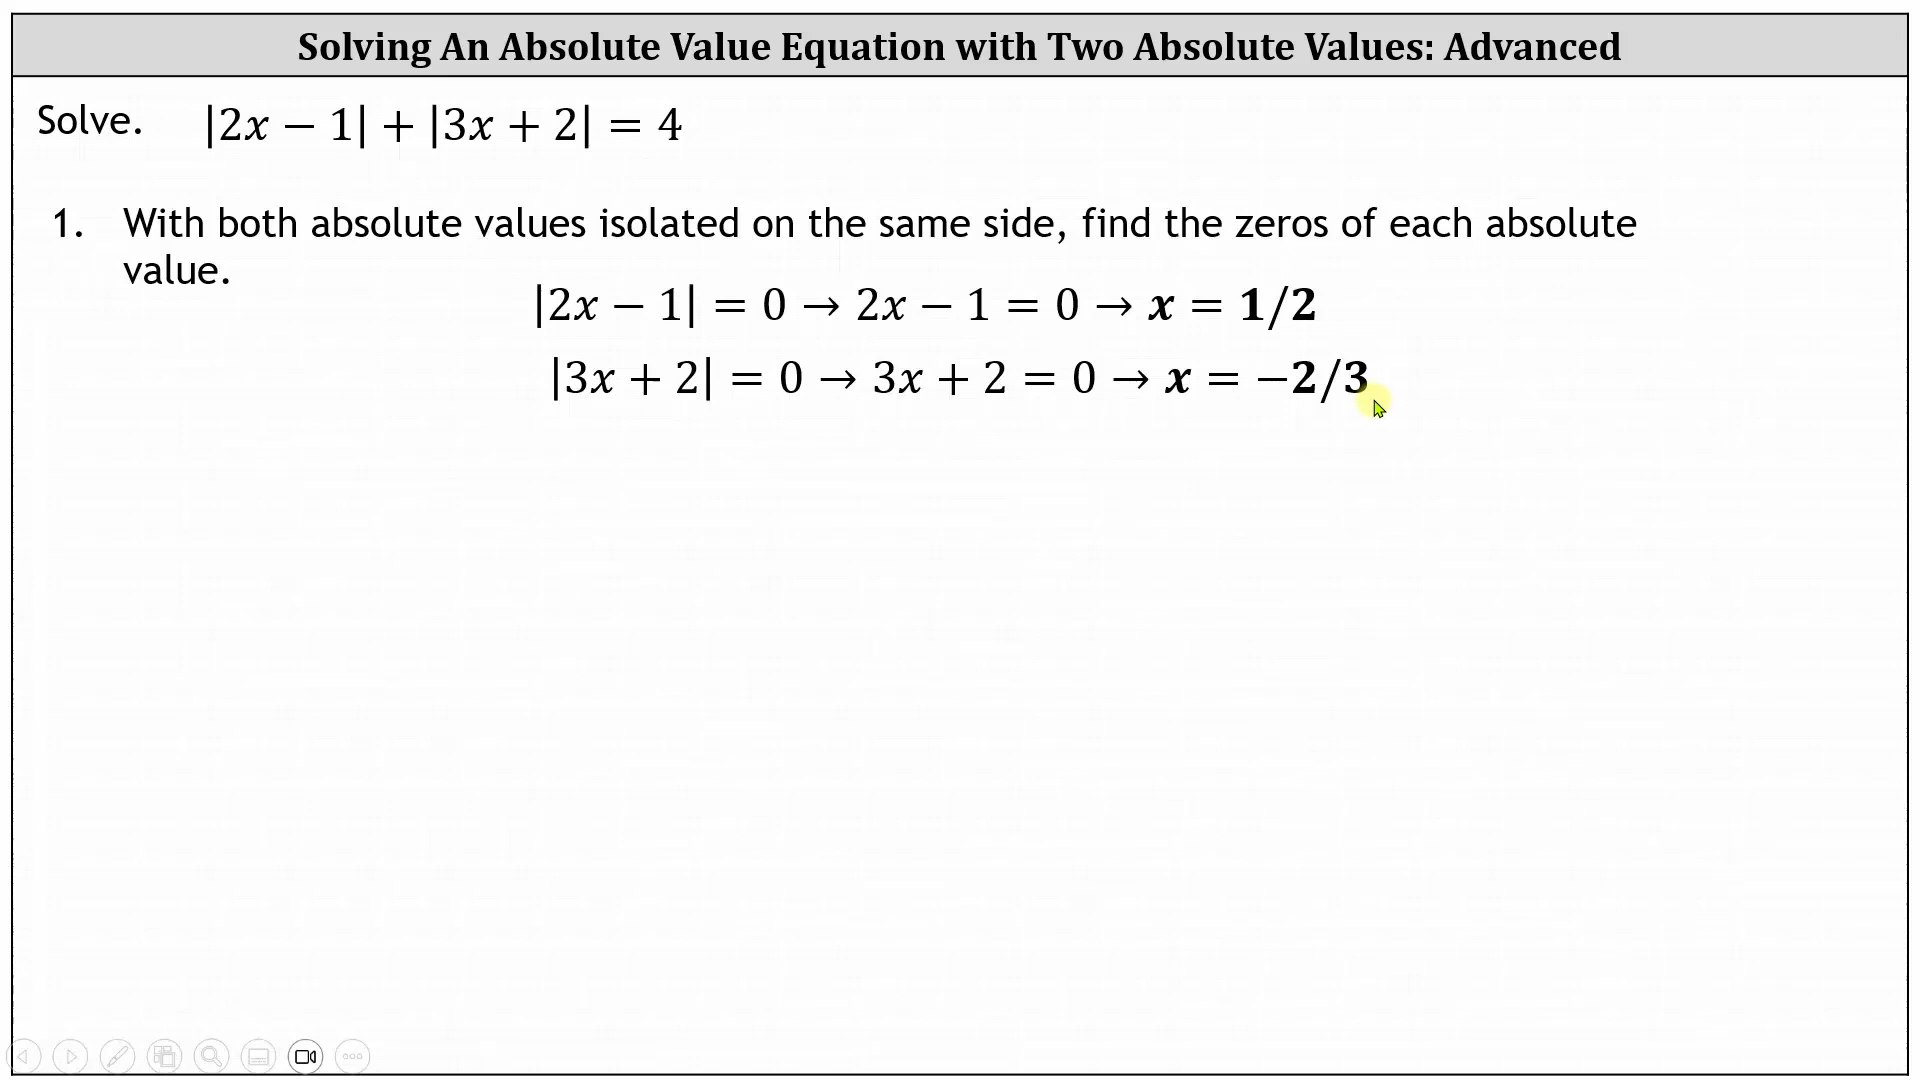 Solving An Absolute Value Equation with Two Absolute Values: Advanced
Solve. |2x − 1| + |3x + 2| = 4
1. With both absolute values isolated on the same side, find the zeros of each absolute
value.
|2x − 1| = 0 → 2x − 1 = 0 → x = 1/2
|3x + 2| = 0 → 3x + 2 = 0 → x = −2/3